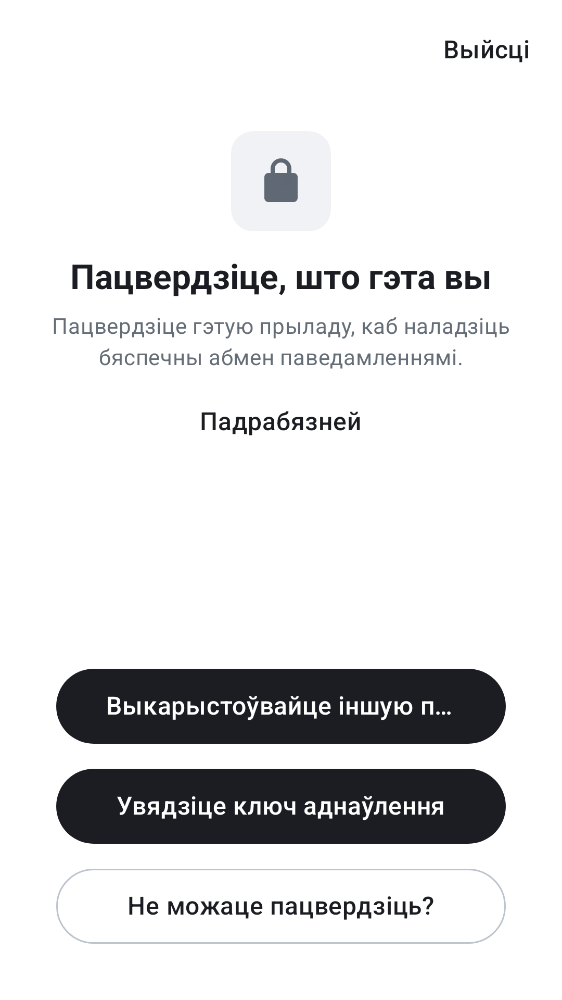 Выйсці
Пацвердзіце, што гэта вы
Пацвердзіце гэтую прыладу, каб наладзіць
бяспечны абмен паведамленнямі.
Падрабязней
Выкарыстоўвайце іншую п…
Увядзіце ключ аднаўлення
Не можаце пацвердзіць?